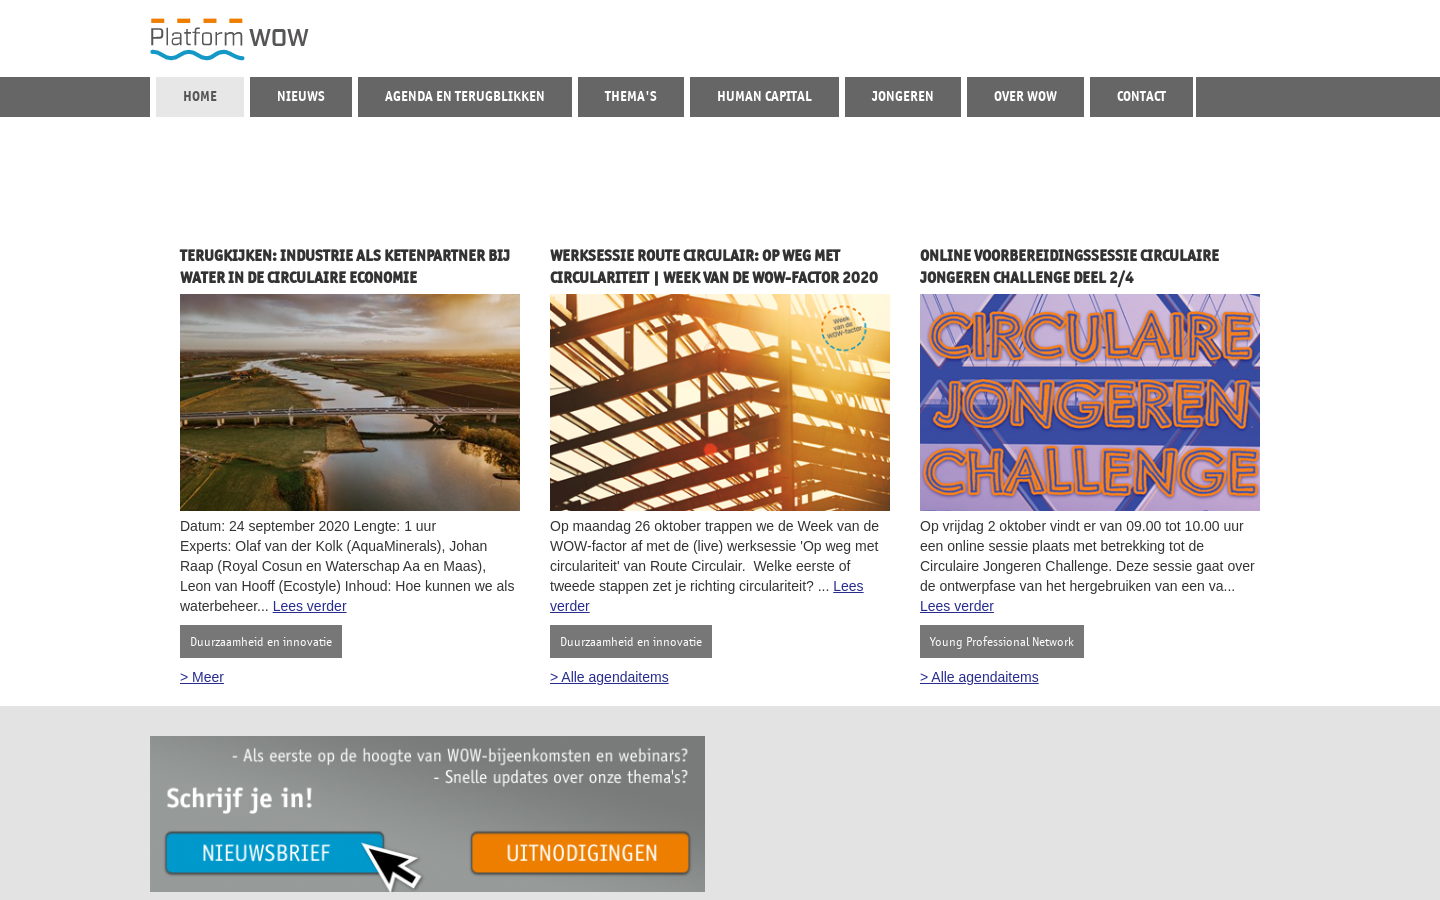 Platform WOW
HOME
NIEUWS
AGENDA EN TERUGBLIKKEN
THEMA'S
HUMAN CAPITAL
JONGEREN
OVER WOW
CONTACT
TERUGKIJKEN: INDUSTRIE ALS KETENPARTNER BIJ
WATER IN DE CIRCULAIRE ECONOMIE
Datum: 24 september 2020 Lengte: 1 uur
Experts: Olaf van der Kolk (AquaMinerals), Johan
Raap (Royal Cosun en Waterschap Aa en Maas),
Leon van Hooff (Ecostyle) Inhoud: Hoe kunnen we als
waterbeheer... Lees verder
Duurzaamheid en innovatie
> Meer
WERKSESSIE ROUTE CIRCULAIR: OP WEG MET
CIRCULARITEIT | WEEK VAN DE WOW-FACTOR 2020
Week
van de
WOW-factor
Op maandag 26 oktober trappen we de Week van de
WOW-factor af met de (live) werksessie 'Op weg met
circulariteit' van Route Circulair.  Welke eerste of
tweede stappen zet je richting circulariteit? ... Lees
verder
Duurzaamheid en innovatie
> Alle agendaitems
ONLINE VOORBEREIDINGSSESSIE CIRCULAIRE
JONGEREN CHALLENGE DEEL 2/4
CIRCULAIRE
JONGEREN
CHALLENGE
Op vrijdag 2 oktober vindt er van 09.00 tot 10.00 uur
een online sessie plaats met betrekking tot de
Circulaire Jongeren Challenge. Deze sessie gaat over
de ontwerpfase van het hergebruiken van een va...
Lees verder
Young Professional Network
> Alle agendaitems
- Als eerste op de hoogte van WOW-bijeenkomsten en webinars?
- Snelle updates over onze thema's?
Schrijf je in!
NIEUWSBRIEF
UITNODIGINGEN